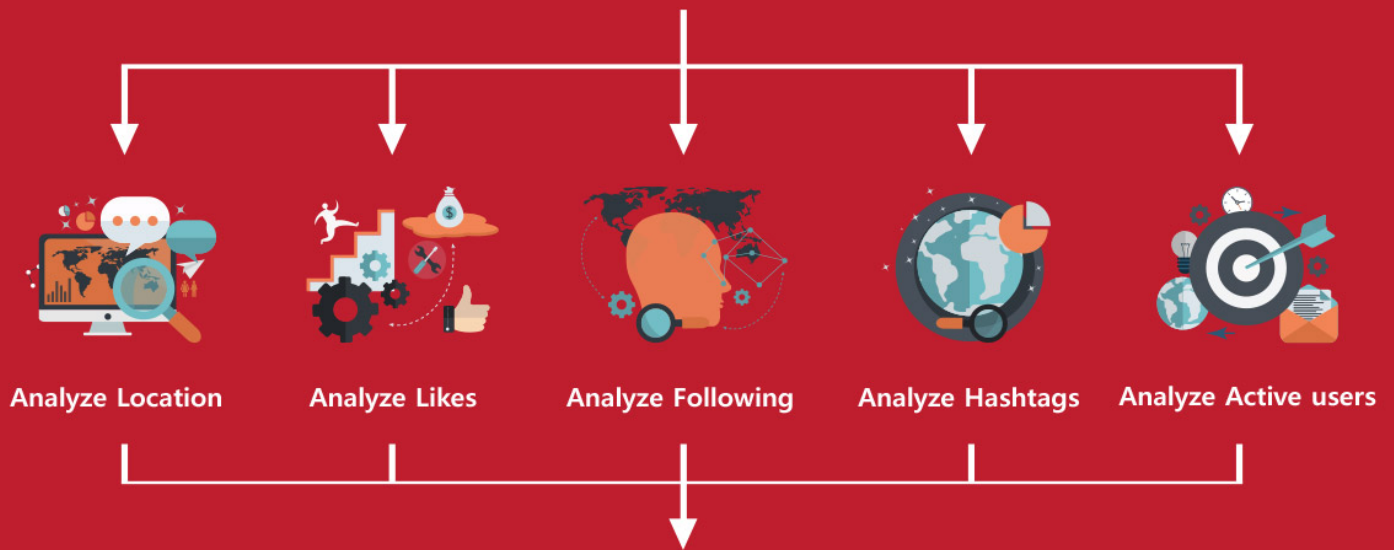 Analyze Location
Analyze Likes
Analyze Following
Analyze Hashtags
Analyze Active users